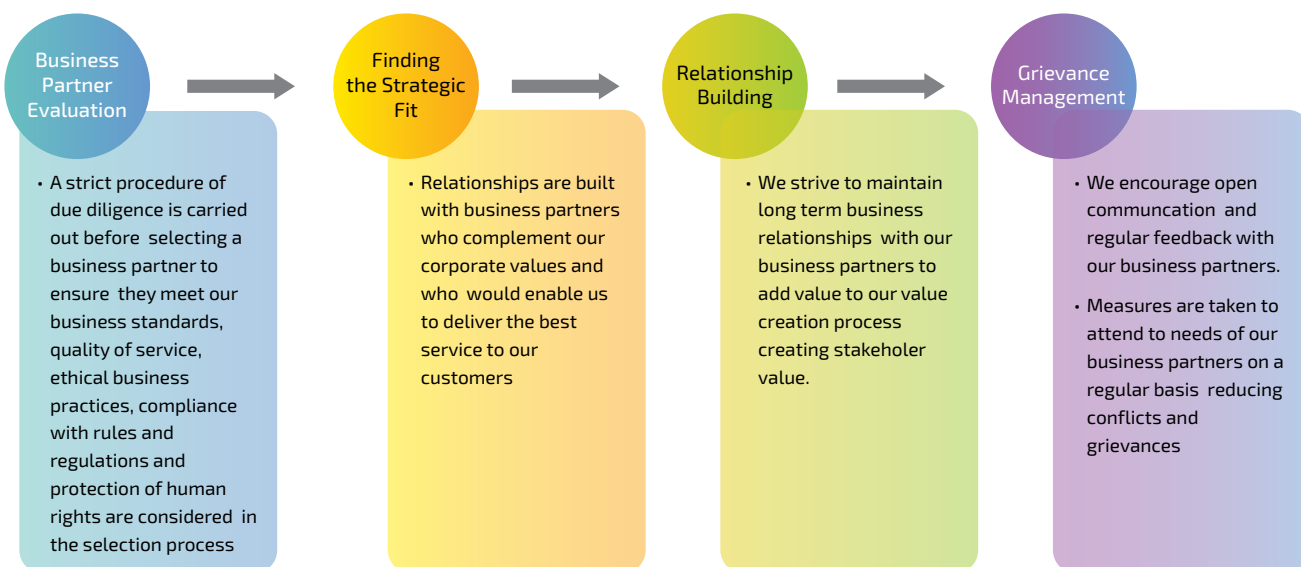 Business
Partner
Evaluation
• A strict procedure of
due diligence is carried
out before selecting a
business partner to
ensure they meet our
business standards,
quality of service,
ethical business
practices, compliance
with rules and
regulations and
protection of human
rights are considered in
the selection process
Finding
the Strategic
Fit
• Relationships are built
with business partners
who complement our
corporate values and
who would enable us
to deliver the best
service to our
customers
Relationship
Building
• We strive to maintain
long term business
relationships with our
business partners to
add value to our value
creation process
creating stakeholer
value.
Grievance
Management
• We encourage open
communcation and
regular feedback with
our business partners.
• Measures are taken to
attend to needs of our
business partners on a
regular basis reducing
conflicts and
grievances